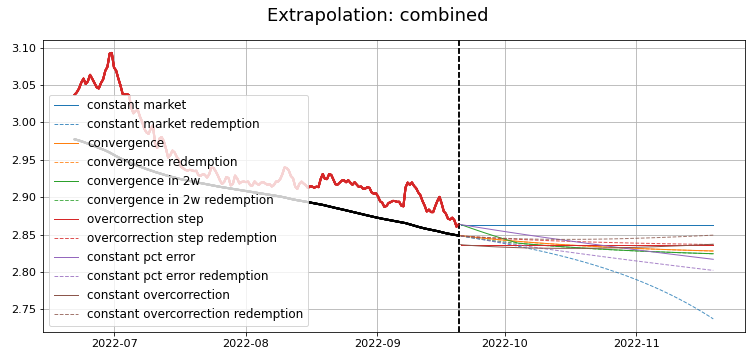 Extrapolation: combined
3.10
3.05
3.00
2.95
2.90
2.85
2.80
2.75
constant market
constant market redemption
convergence
convergence redemption
convergence in 2w
convergence in 2w redemption
overcorrection step
overcorrection step redemption
constant pct error
constant pct error redemption
constant overcorrection
constant overcorrection redemption
2022-07
2022-08
2022-09
2022-10
2022-11